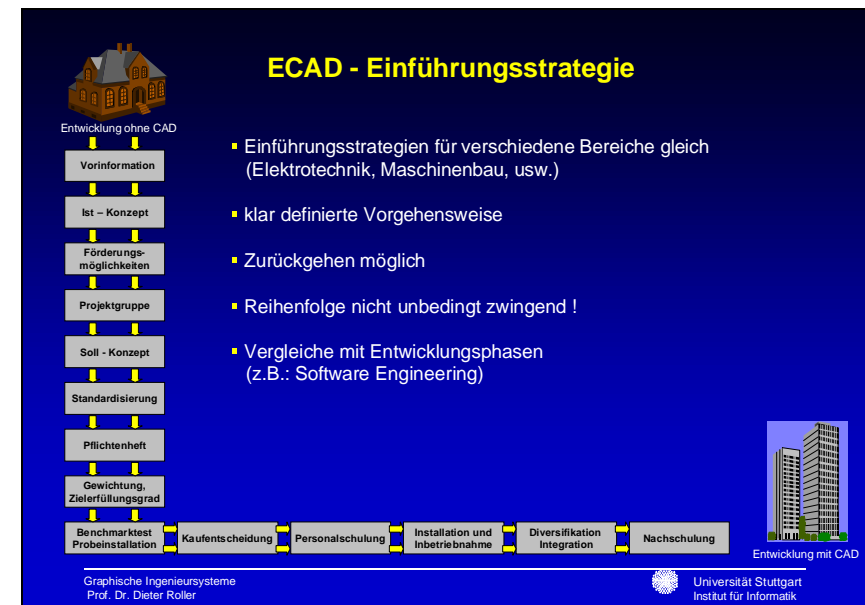 ECAD - Einführungsstrategie
Entwicklung ohne CAD
Vorinformation
Ist – Konzept
Förderungs-
möglichkeiten
Projektgruppe
Soll - Konzept
Standardisierung
Pflichtenheft
Gewichtung,
Zielerfüllungsgrad
Benchmarktest
Probeinstallation
Kaufentscheidung
Personalschulung
Installation und
Inbetriebnahme
Diversifikation
Integration
Nachschulung
Entwicklung mit CAD
▪ Einführungsstrategien für verschiedene Bereiche gleich
(Elektrotechnik, Maschinenbau, usw.)
▪ klar definierte Vorgehensweise
▪ Zurückgehen möglich
▪ Reihenfolge nicht unbedingt zwingend !
▪ Vergleiche mit Entwicklungsphasen
(z.B.: Software Engineering)
Graphische Ingenieursysteme
Prof. Dr. Dieter Roller
Universität Stuttgart
Institut für Informatik